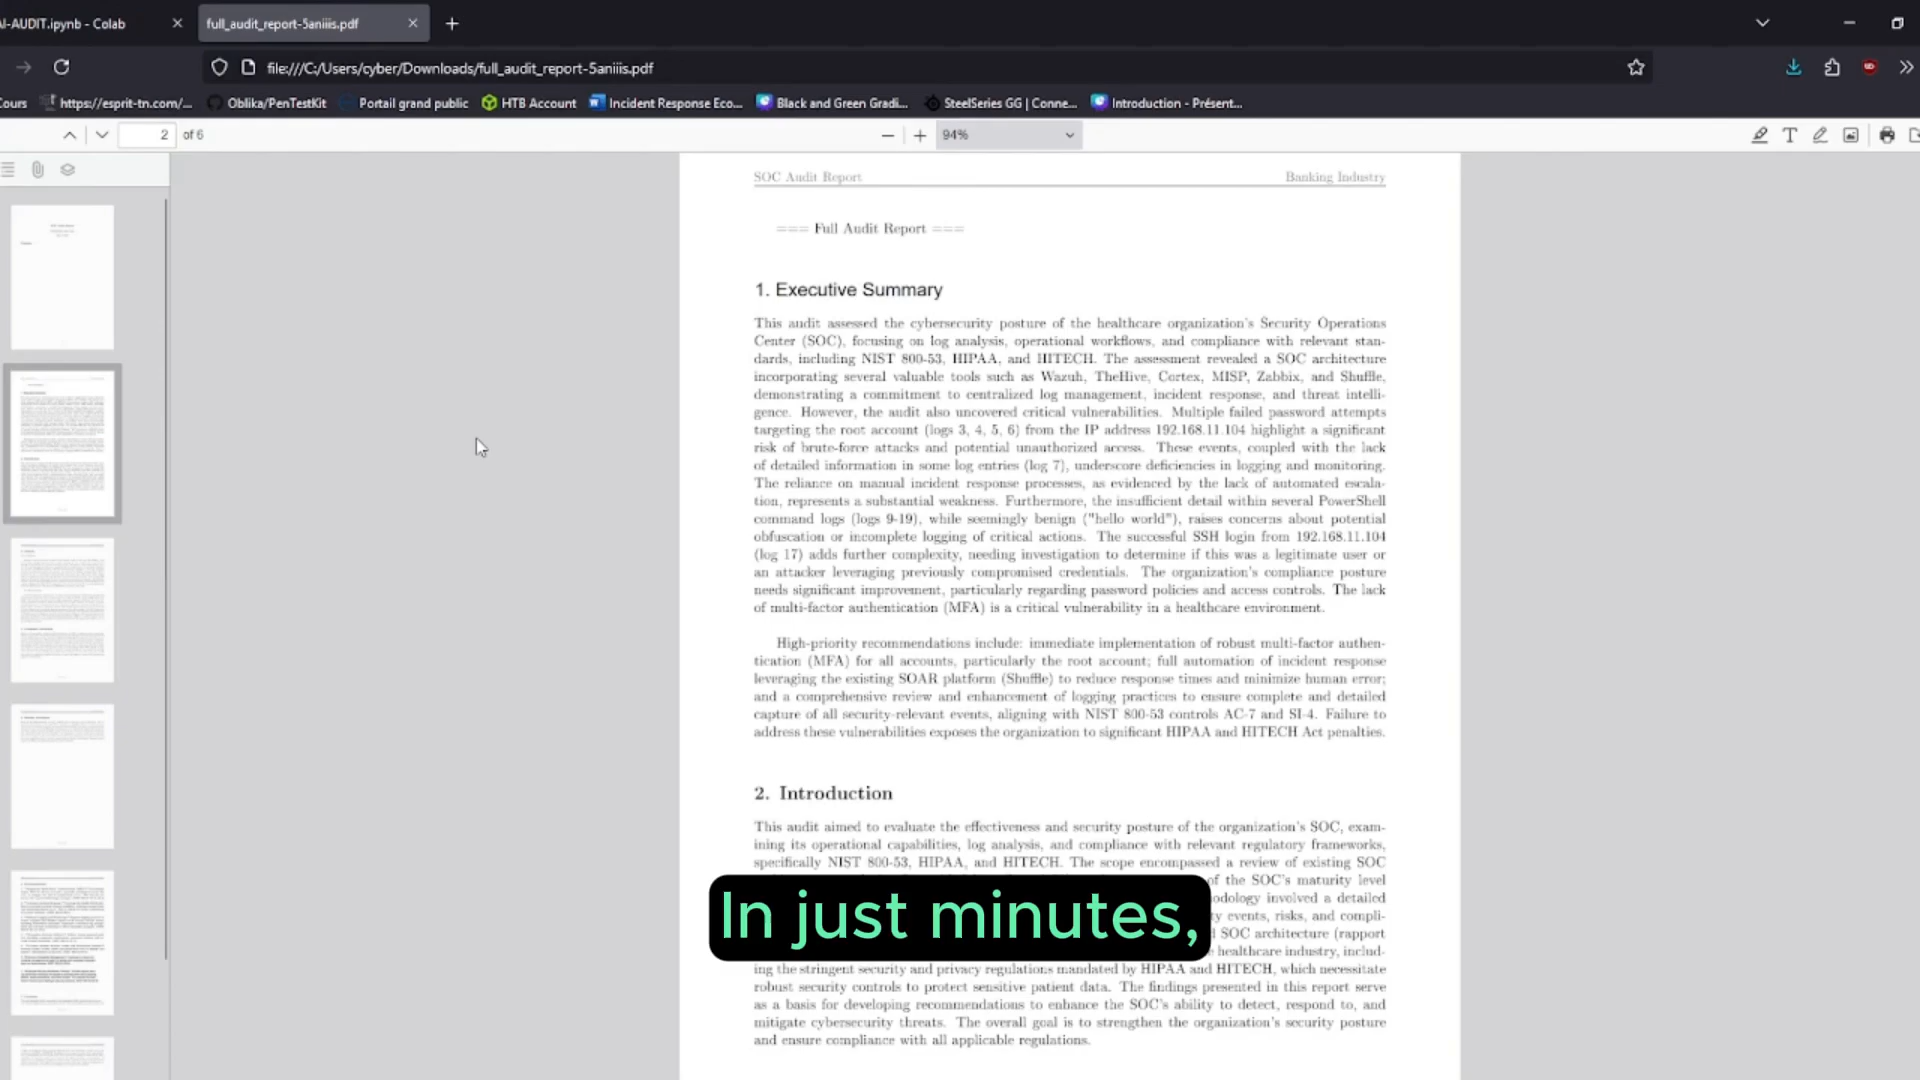 AI-AUDIT.ipynb - Colab
full_audit_report-5aniiis.pdf
file:///C:/Users/cyber/Downloads/full_audit_report-5aniiis.pdf
Cours
https://esprit-tn.com/...
Oblika/PenTestKit
Portail grand public
HTB Account
Incident Response Eco...
Black and Green Gradi...
SteelSeries GG | Conne...
Introduction - Présent...
2 of 6
94%
SOC Audit Report
Banking Industry
=== Full Audit Report ===
1. Executive Summary
This audit assessed the cybersecurity posture of the healthcare organization's Security Operations
Center (SOC), focusing on log analysis, operational workflows, and compliance with relevant stan-
dards, including NIST 800-53, HIPAA, and HITECH. The assessment revealed a SOC architecture
incorporating several valuable tools such as Wazuh, TheHive, Cortex, MISP, Zabbix, and Shuffle,
demonstrating a commitment to centralized log management, incident response, and threat intelli-
gence. However, the audit also uncovered critical vulnerabilities. Multiple failed password attempts
targeting the root account (logs 3, 4, 5, 6) from the IP address 192.168.11.104 highlight a significant
risk of brute-force attacks and potential unauthorized access. These events, coupled with the lack
of detailed information in some log entries (log 7), underscore deficiencies in logging and monitoring.
The reliance on manual incident response processes, as evidenced by the lack of automated escala-
tion, represents a substantial weakness. Furthermore, the insufficient detail within several PowerShell
command logs (logs 9-19), while seemingly benign ("hello world"), raises concerns about potential
obfuscation or incomplete logging of critical actions. The successful SSH login from 192.168.11.104
(log 17) adds further complexity, needing investigation to determine if this was a legitimate user or
an attacker leveraging previously compromised credentials. The organization's compliance posture
needs significant improvement, particularly regarding password policies and access controls. The lack
of multi-factor authentication (MFA) is a critical vulnerability in a healthcare environment.
High-priority recommendations include: immediate implementation of robust multi-factor authen-
tication (MFA) for all accounts, particularly the root account; full automation of incident response
leveraging the existing SOAR platform (Shuffle) to reduce response times and minimize human error;
and a comprehensive review and enhancement of logging practices to ensure complete and detailed
capture of all security-relevant events, aligning with NIST 800-53 controls AC-7 and SI-4. Failure to
address these vulnerabilities exposes the organization to significant HIPAA and HITECH Act penalties.
2. Introduction
This audit aimed to evaluate the effectiveness and security posture of the organization's SOC, exam-
ining its operational capabilities, log analysis, and compliance with relevant regulatory frameworks,
specifically NIST 800-53, HIPAA, and HITECH. The scope encompassed a review of existing SOC
of the SOC's maturity level
a detailed
events, risks, and compli-
SOC architecture (rapport
healthcare industry, includ-
In just minutes,
ing the stringent security and privacy regulations mandated by HIPAA and HITECH, which necessitate
robust security controls to protect sensitive patient data. The findings presented in this report serve
as a basis for developing recommendations to enhance the SOC's ability to detect, respond to, and
mitigate cybersecurity threats. The overall goal is to strengthen the organization's security posture
and ensure compliance with all applicable regulations.